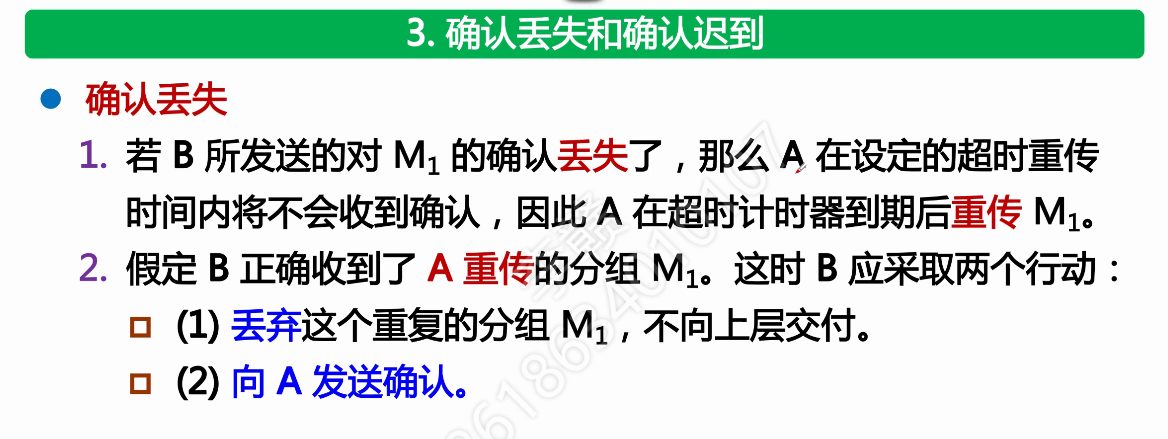 3. 确认丢失和确认迟到
确认丢失
1. 若 B 所发送的对 M₁ 的确认丢失了，那么 A 在设定的超时重传
时间内将不会收到确认，因此 A 在超时计时器到期后重传 M₁。
2. 假定 B 正确收到了 A 重传的分组 M₁。这时 B 应采取两个行动：
(1) 丢弃这个重复的分组 M₁，不向上层交付。
(2) 向 A 发送确认。